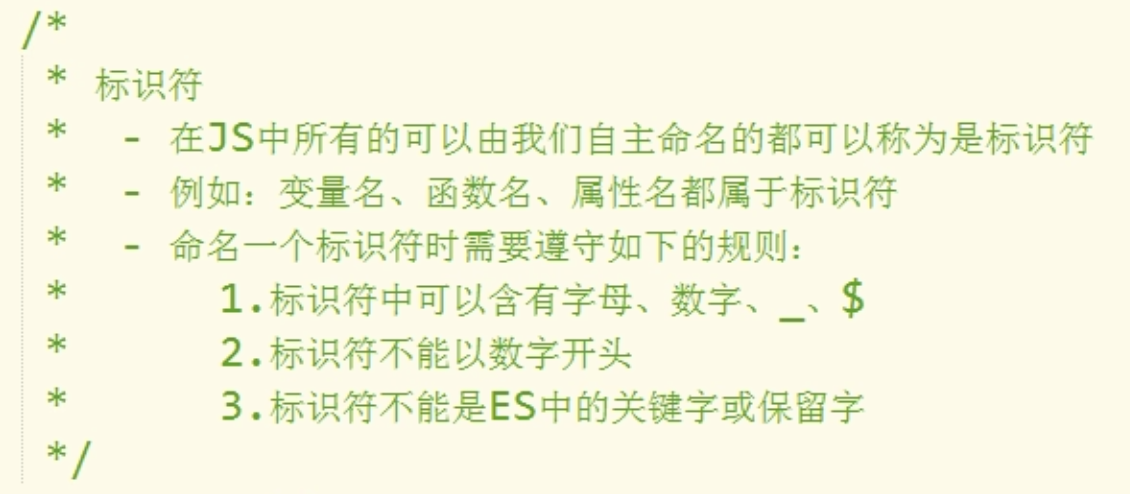 /*
* 标识符
* - 在JS中所有的可以由我们自主命名的都可以称为是标识符
* - 例如：变量名、函数名、属性名都属于标识符
* - 命名一个标识符时需要遵守如下的规则：
* 1.标识符中可以含有字母、数字、_、$
* 2.标识符不能以数字开头
* 3.标识符不能是ES中的关键字或保留字
*/